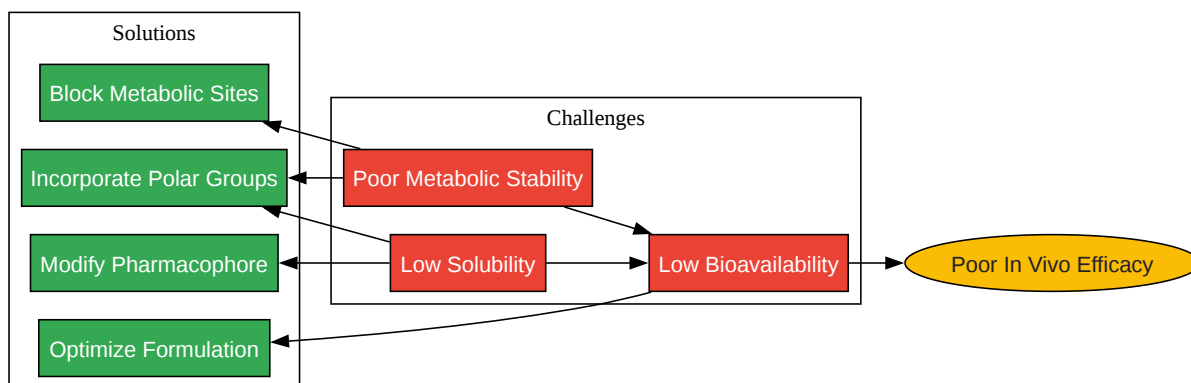 Solutions
Block Metabolic Sites
Incorporate Polar Groups
Modify Pharmacophore
Optimize Formulation
Challenges
Poor Metabolic Stability
Low Solubility
Low Bioavailability
Poor In Vivo Efficacy